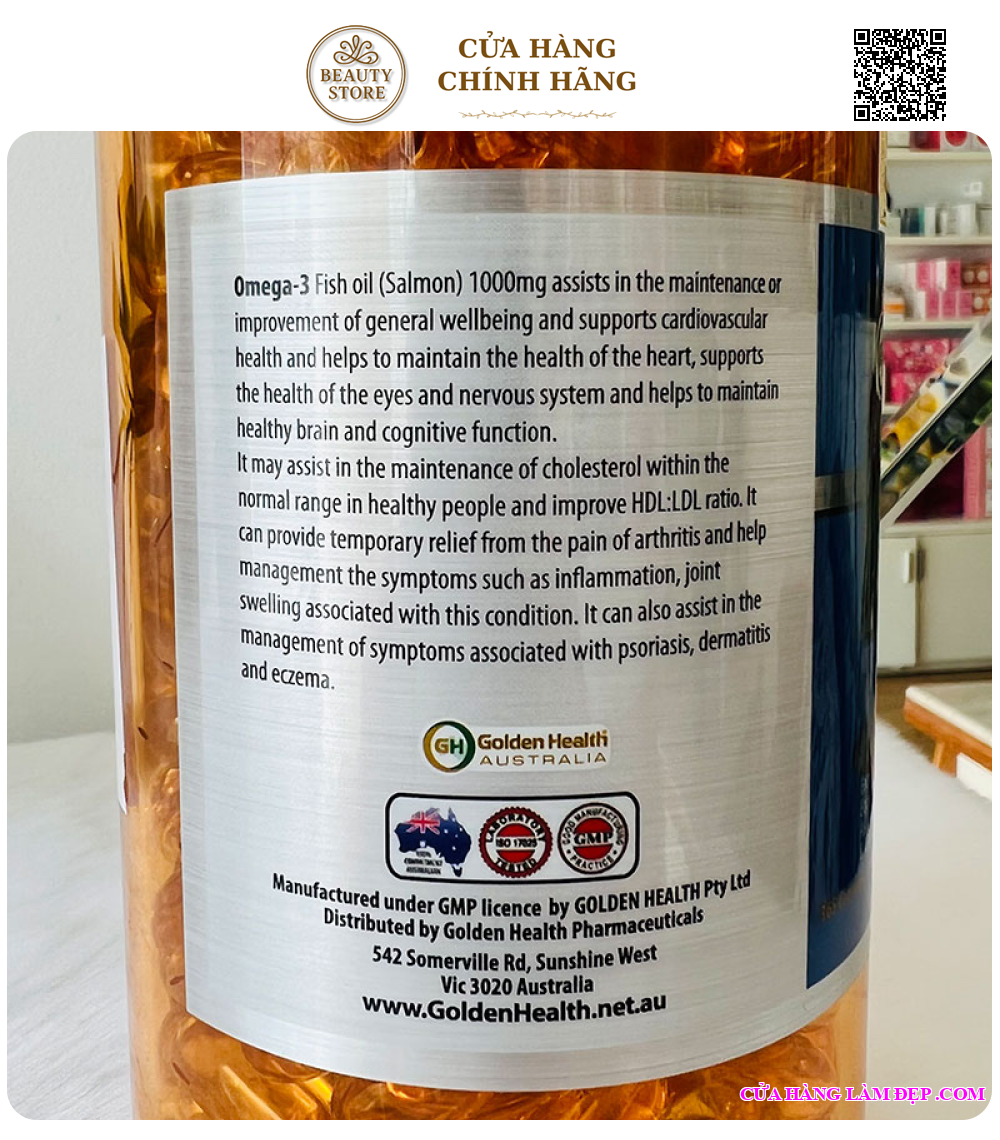 BEAUTY
STORE
CỬA HÀNG
CHÍNH HÃNG
Omega-3 Fish oil (Salmon) 1000mg assists in the maintenance or
improvement of general wellbeing and supports cardiovascular
health and helps to maintain the health of the heart, supports
the health of the eyes and nervous system and helps to maintain
healthy brain and cognitive function.
It may assist in the maintenance of cholesterol within the
normal range in healthy people and improve HDL:LDL ratio. It
can provide temporary relief from the pain of arthritis and help
management the symptoms such as inflammation, joint
swelling associated with this condition. It can also assist in the
management of symptoms associated with psoriasis, dermatitis
and eczema.
GH Golden Health
AUSTRALIA
LABORATORY
ISO 17025
TESTED
GOOD MANUFACTURING
GMP
PRACTICE
Manufactured under GMP licence by GOLDEN HEALTH Pty Ltd
Distributed by Golden Health Pharmaceuticals
542 Somerville Rd, Sunshine West
Vic 3020 Australia
www.GoldenHealth.net.au
CỬA HÀNG LÀM ĐẸP .COM